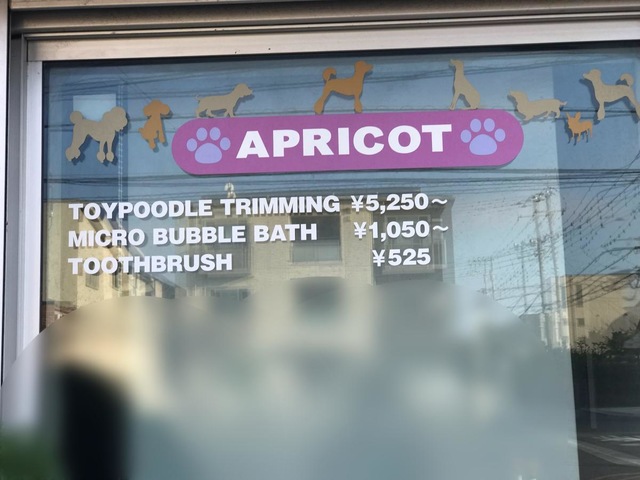 APRICOT
TOYPOODLE TRIMMING ¥5,250~
MICRO BUBBLE BATH ¥1,050~
TOOTHBRUSH ¥525